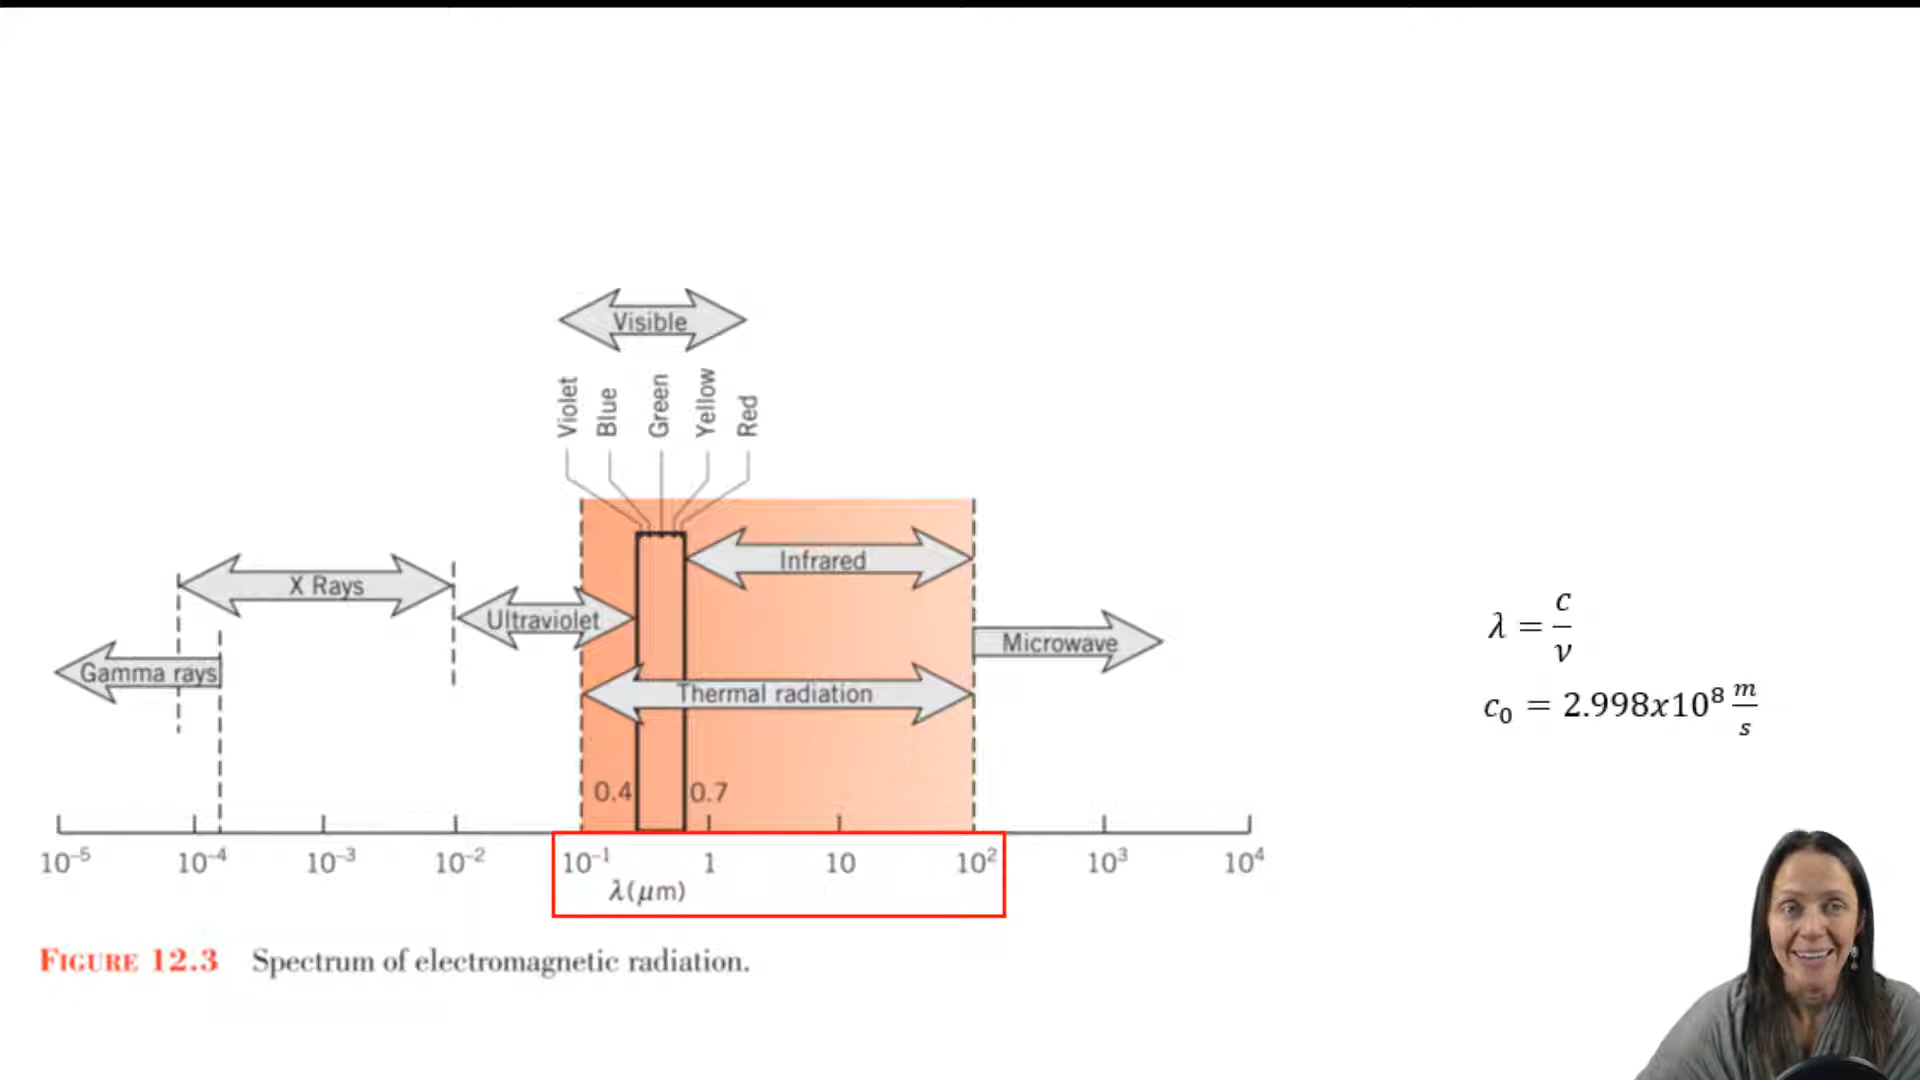 Visible
Violet
Blue
Green
Yellow
Red
Infrared
X Rays
Ultraviolet
Microwave
Gamma rays
Thermal radiation
0.4
0.7
10⁻⁵ 10⁻⁴ 10⁻³ 10⁻² 10⁻¹ 1 10 10² 10³ 10⁴
λ(μm)
FIGURE 12.3 Spectrum of electromagnetic radiation.
λ = c/ν
c₀ = 2.998x10⁸ m/s